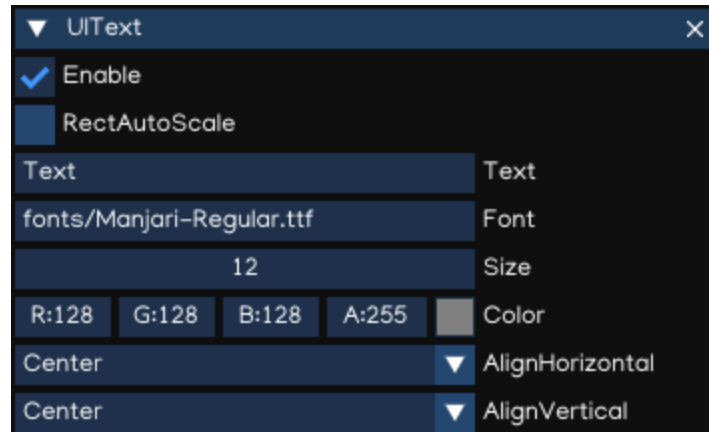 UIText
Enable
RectAutoScale
Text Text
fonts/Manjari-Regular.ttf Font
12 Size
R:128 G:128 B:128 A:255 Color
Center AlignHorizontal
Center AlignVertical